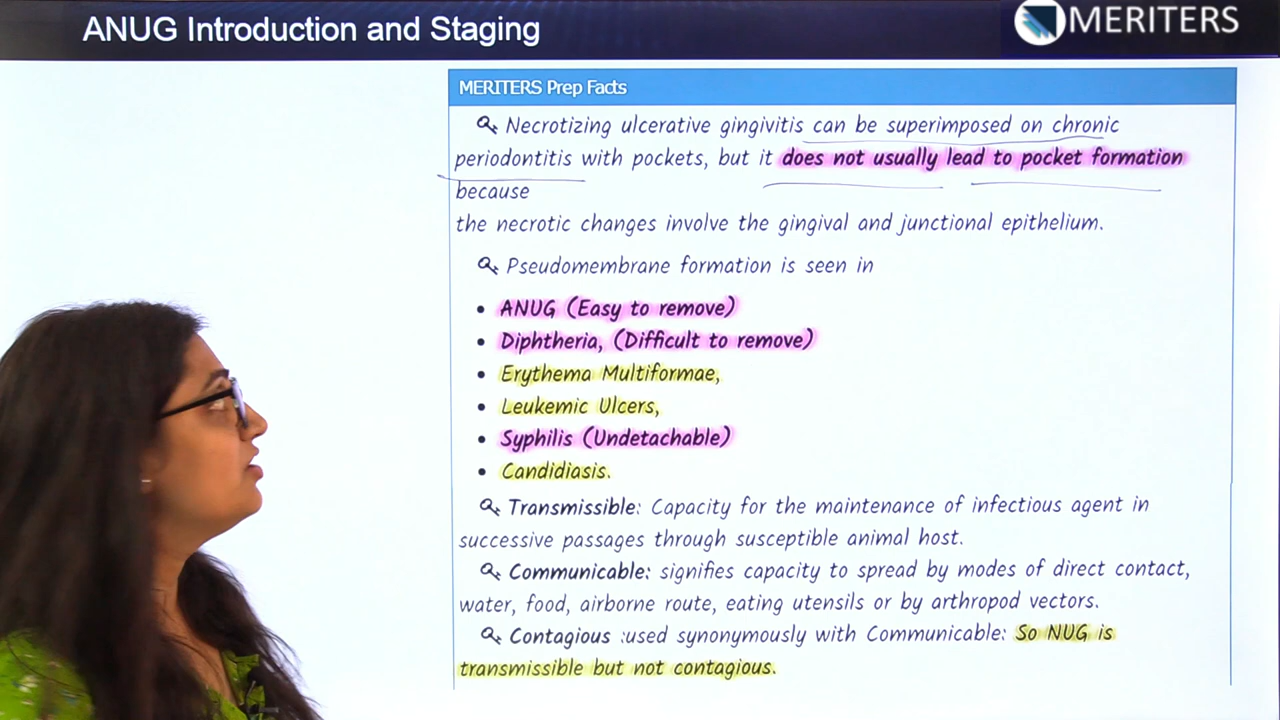 ANUG Introduction and Staging
MERITERS
MERITERS Prep Facts
Necrotizing ulcerative gingivitis can be superimposed on chronic
periodontitis with pockets, but it does not usually lead to pocket formation
because
the necrotic changes involve the gingival and junctional epithelium.
Pseudomembrane formation is seen in
• ANUG (Easy to remove)
• Diphtheria, (Difficult to remove)
• Erythema Multiformae,
• Leukemic Ulcers,
• Syphilis (Undetachable)
• Candidiasis.
Transmissible: Capacity for the maintenance of infectious agent in
successive passages through susceptible animal host.
Communicable: signifies capacity to spread by modes of direct contact,
water, food, airborne route, eating utensils or by arthropod vectors.
Contagious :used synonymously with Communicable: So NUG is
transmissible but not contagious.